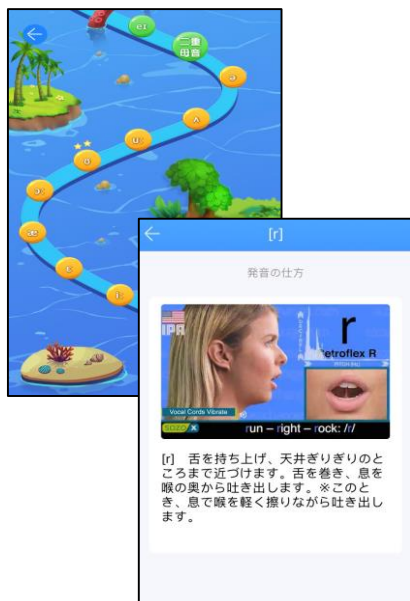 eɪ
二重
母音
ə
ʌ
æ
[r]
発音の仕方
IPA
r
Retroflex R
Vocal Cords Vibrate
run – right – rock: /r/
[r] 舌を持ち上げ、天井ぎりぎりのと
ころまで近づけます。舌を巻き、息を
喉の奥から吐き出します。※このと
き、息で喉を軽く擦りながら吐き出し
ます。